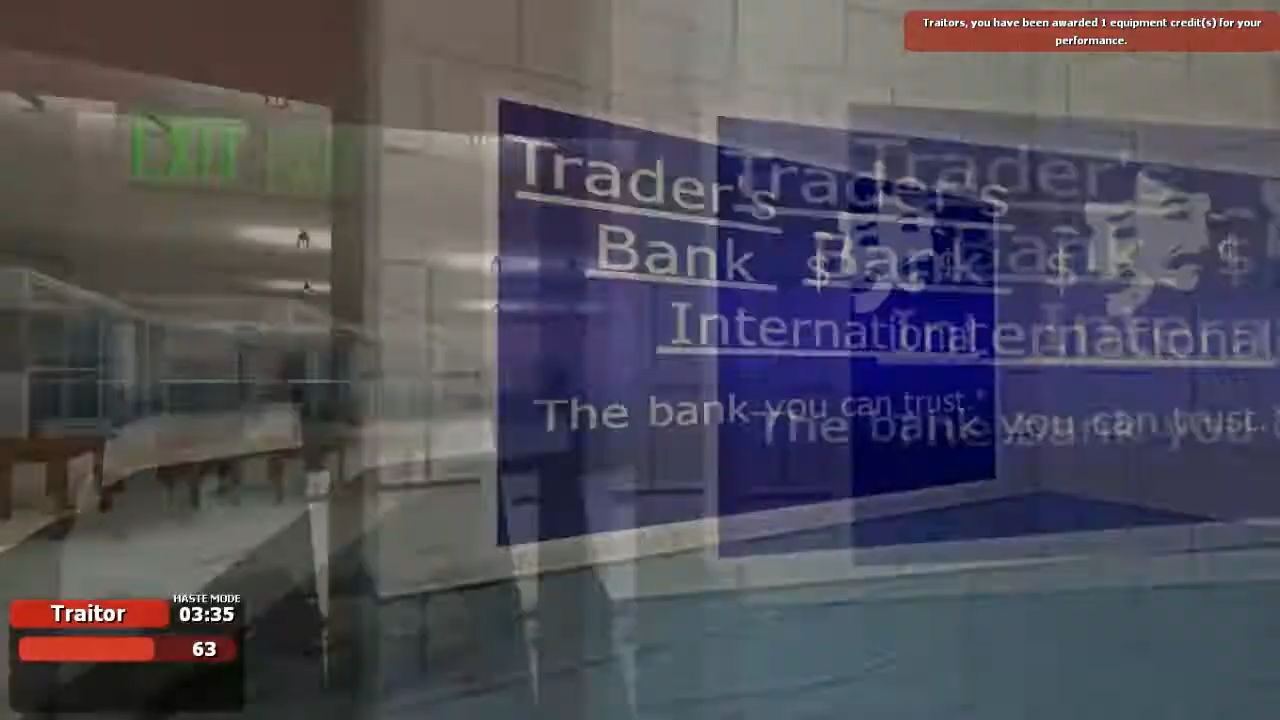 Traitors, you have been awarded 1 equipment credit(s) for your
performance.
EXIT
Trader's
Bank $
International
The bank you can trust.
HASTE MODE
Traitor 03:35
63